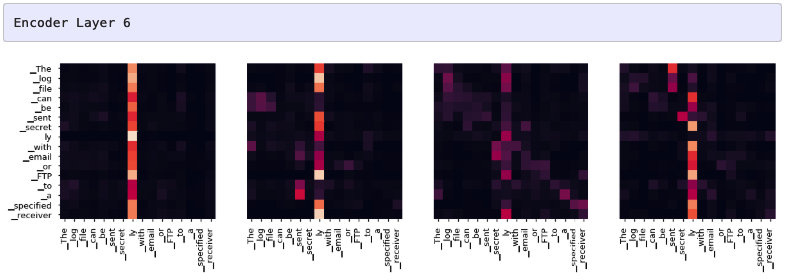 Encoder Layer 6
_The
_log
_file
_can
_be
_sent
_secret
ly
_with
_email
_or
_FTP
_to
_a
_specified
_receiver
_The
_log
_file
_can
_be
_sent
_secret
ly
_with
_email
_or
_FTP
_to
_a
_specified
_receiver
_The
_log
_file
_can
_be
_sent
_secret
ly
_with
_email
_or
_FTP
_to
_a
_specified
_receiver
_The
_log
_file
_can
_be
_sent
_secret
ly
_with
_email
_or
_FTP
_to
_a
_specified
_receiver
_The
_log
_file
_can
_be
_sent
_secret
ly
_with
_email
_or
_FTP
_to
_a
_specified
_receiver